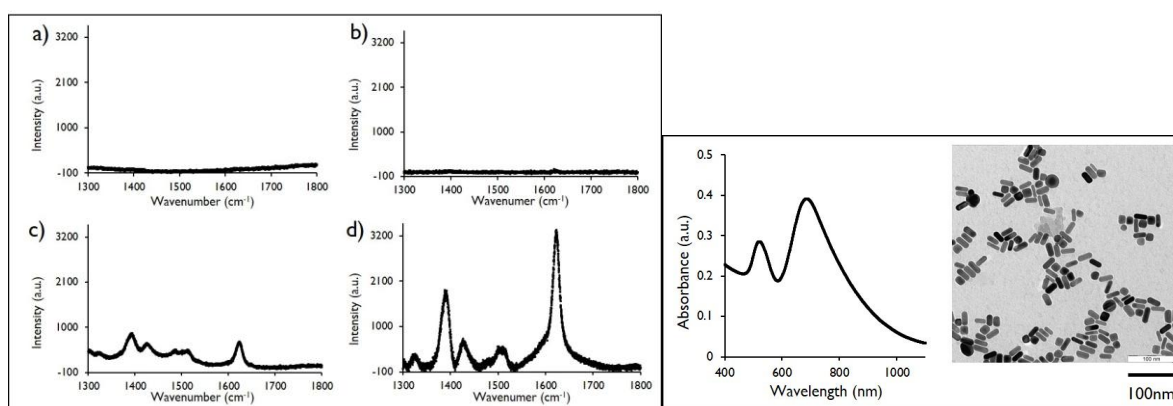 a)
3200
2100
1000
-100
Intensity (a.u.)
1300 1400 1500 1600 1700 1800
Wavenumber (cm-1)
b)
3200
2100
1000
-100
Intensity (a.u.)
1300 1400 1500 1600 1700 1800
Wavenumber (cm-1)
c)
3200
2100
1000
-100
Intensity (a.u.)
1300 1400 1500 1600 1700 1800
Wavenumber (cm-1)
d)
3200
2100
1000
-100
Intensity (a.u.)
1300 1400 1500 1600 1700 1800
Wavenumer (cm-1)
0.5
0.4
0.3
0.2
0.1
0
Absorbance (a.u.)
400 600 800 1000
Wavelength (nm)
100 nm
100nm